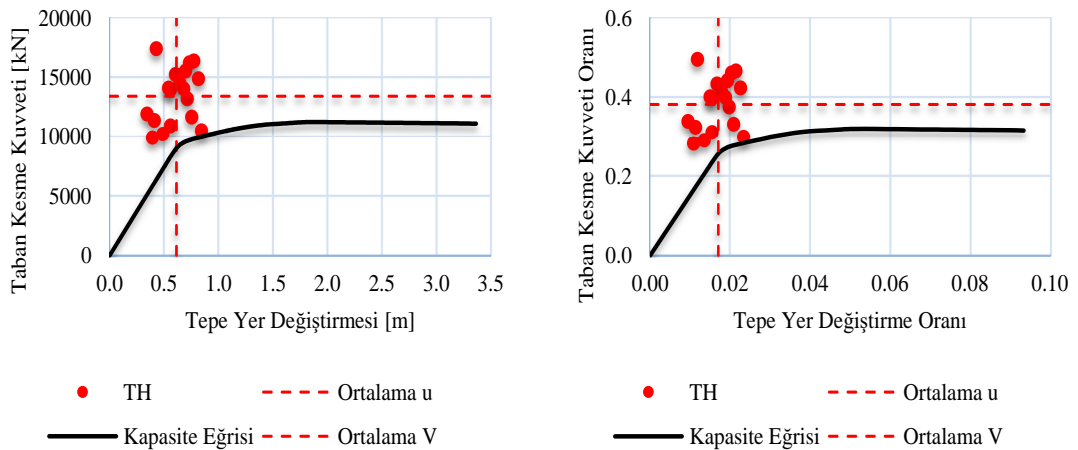 Taban Kesme Kuvveti [kN]
20000
15000
10000
5000
0
0.0 0.5 1.0 1.5 2.0 2.5 3.0 3.5
Tepe Yer Değiştirmesi [m]
TH
Ortalama u
Kapasite Eğrisi
Ortalama V
Taban Kesme Kuvveti Oranı
0.6
0.4
0.2
0.0
0.00 0.02 0.04 0.06 0.08 0.10
Tepe Yer Değiştirme Oranı
TH
Ortalama u
Kapasite Eğrisi
Ortalama V